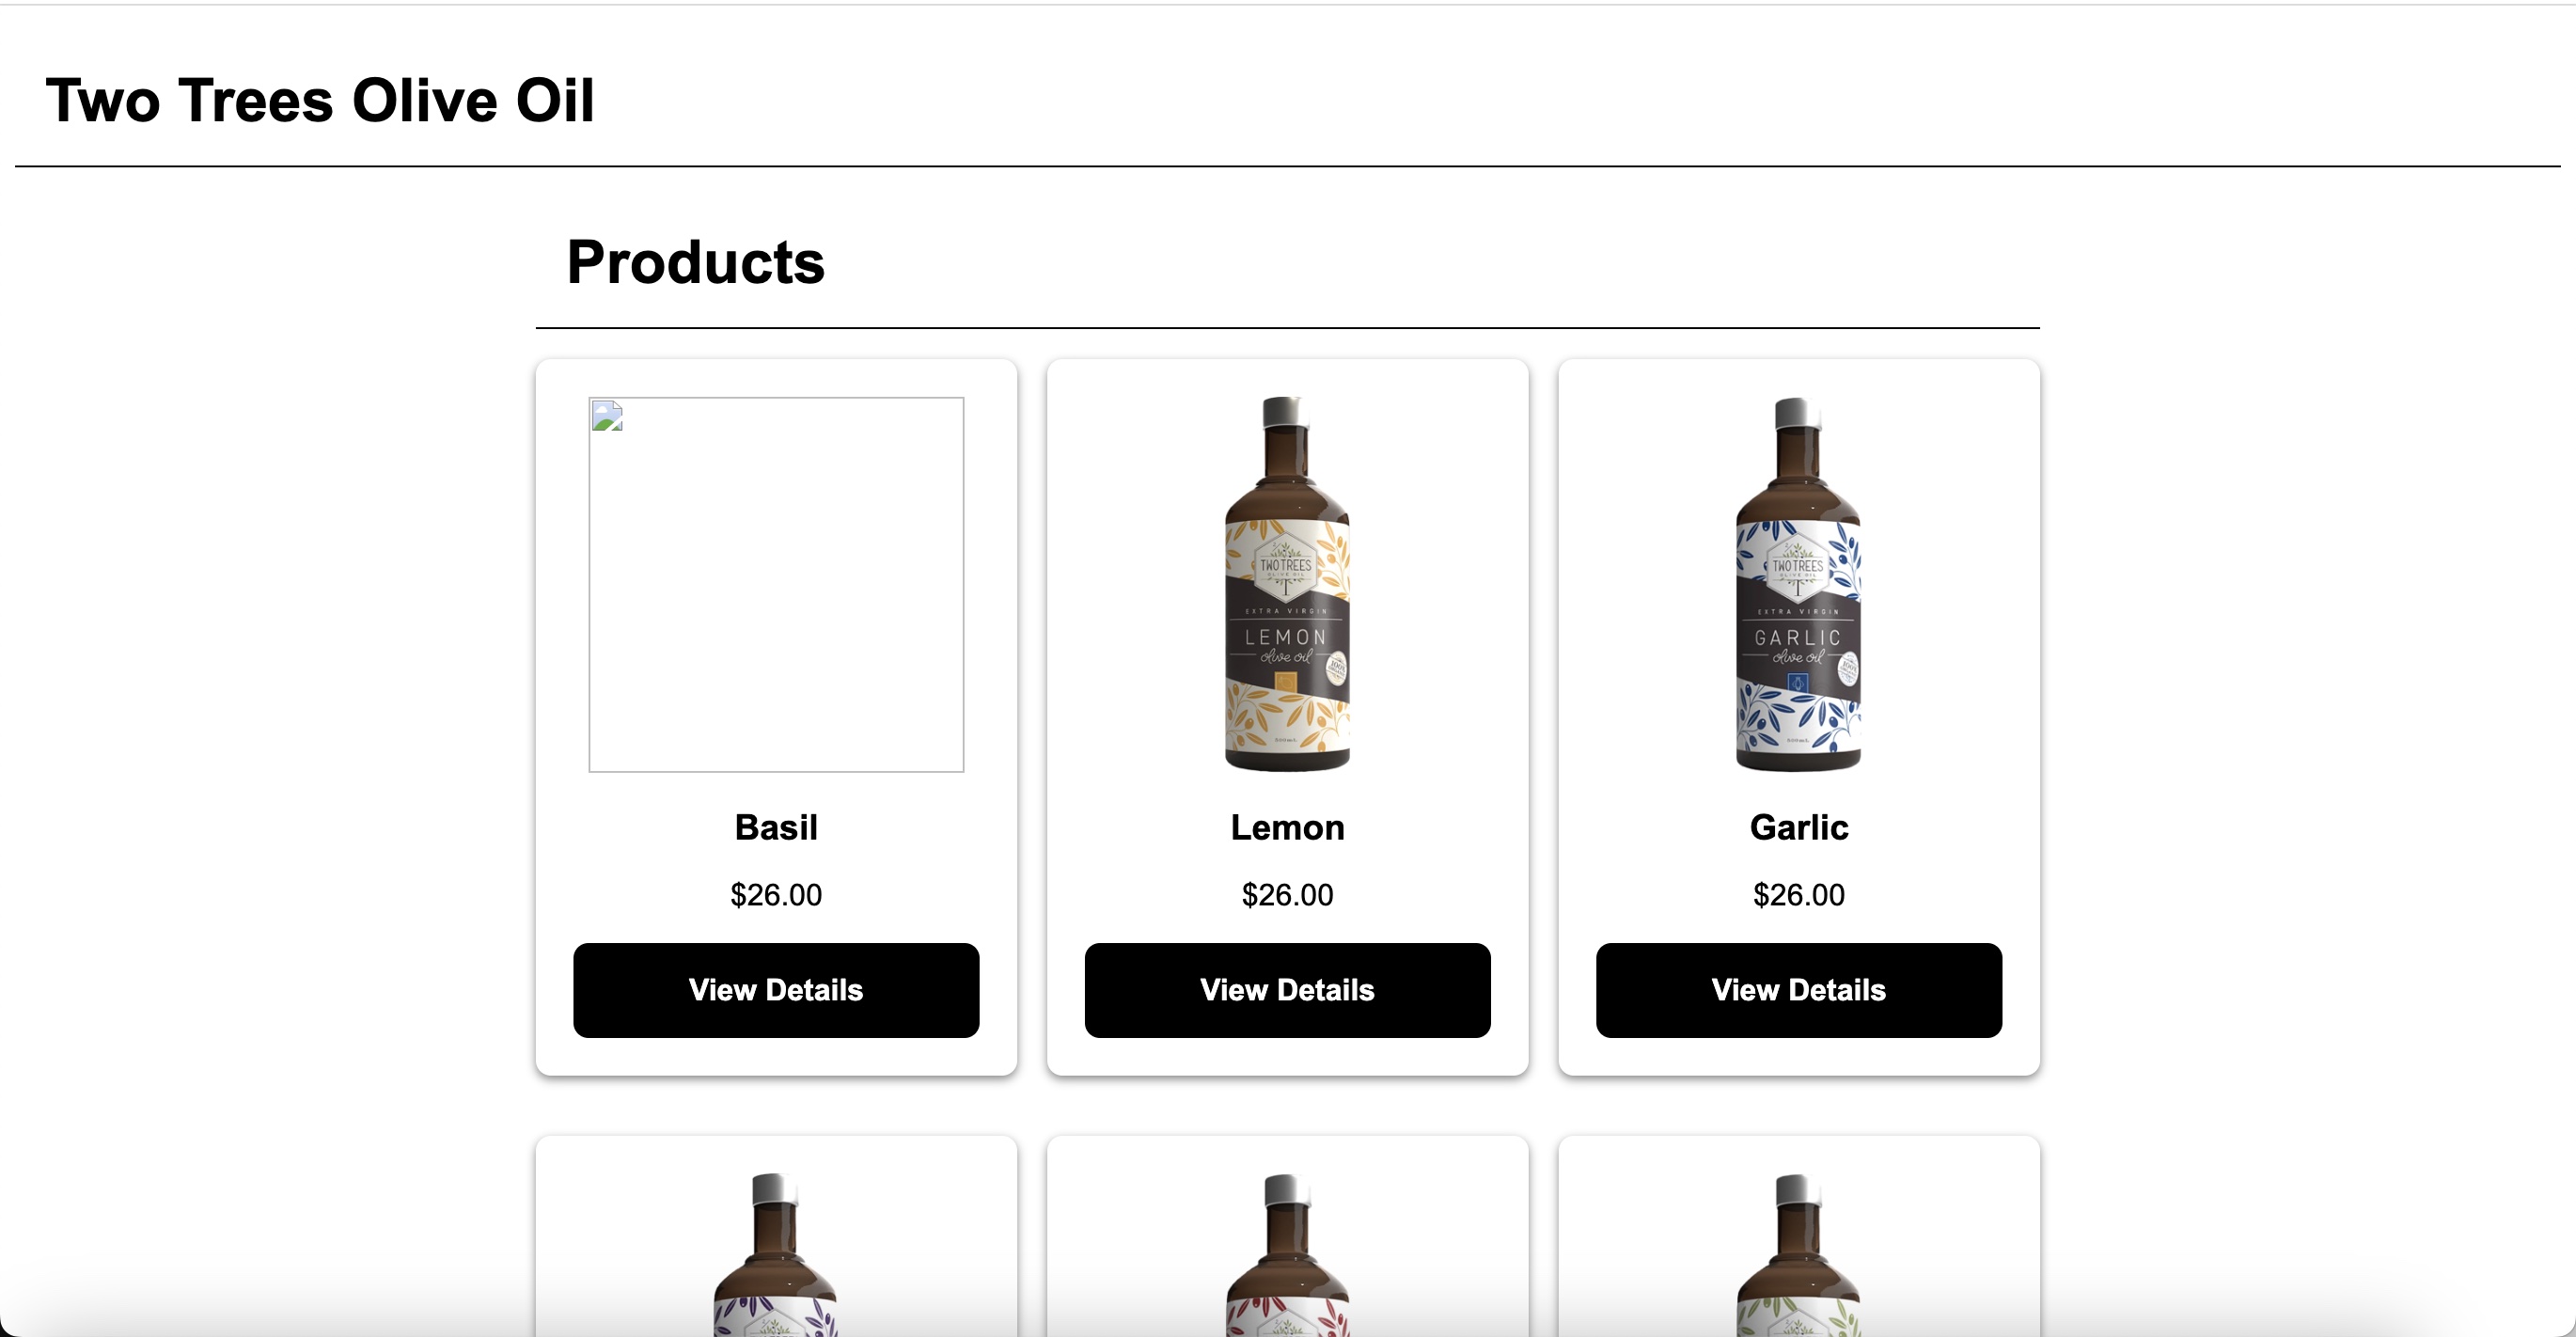 Two Trees Olive Oil
Products
TWO TREES
OLIVE OIL
EXTRA VIRGIN
LEMON
olive oil
100%
TWO TREES
OLIVE OIL
EXTRA VIRGIN
GARLIC
olive oil
100%
Basil
Lemon
Garlic
$26.00
$26.00
$26.00
View Details
View Details
View Details